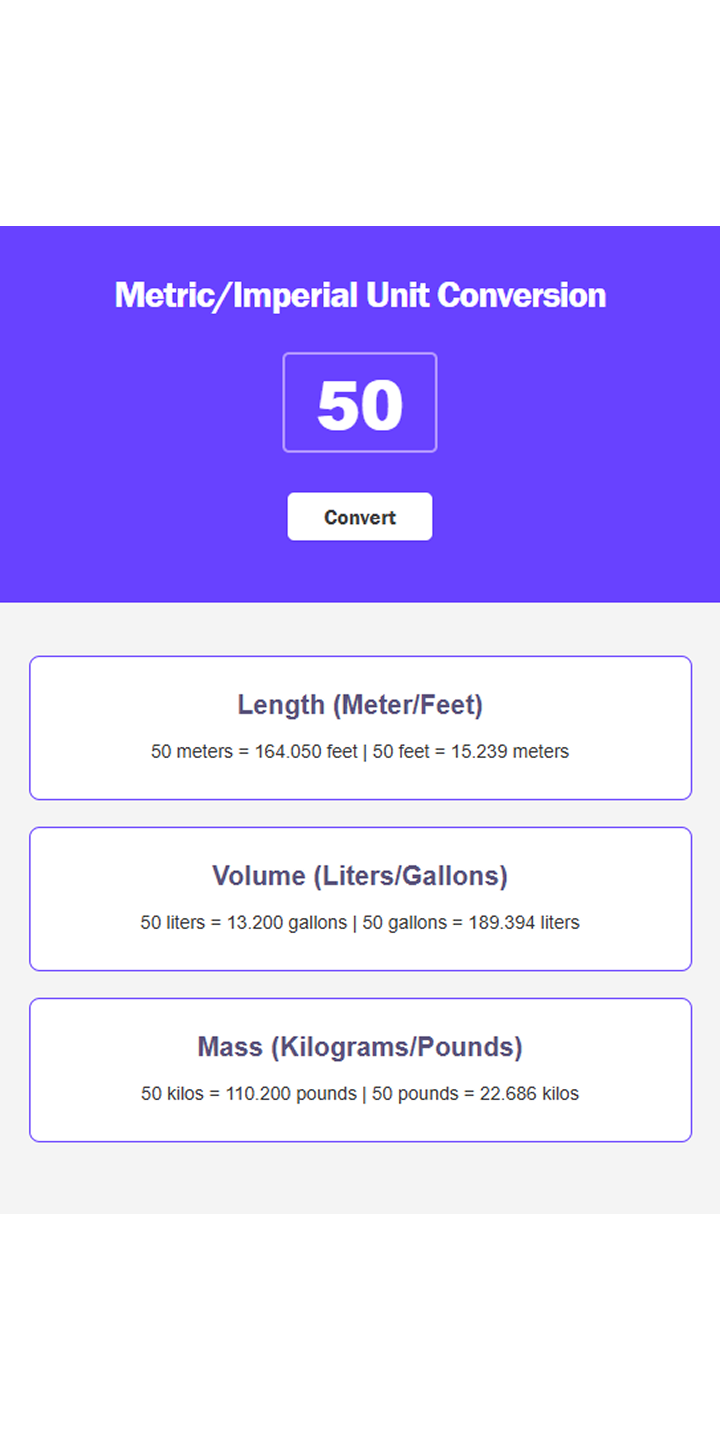 Metric/Imperial Unit Conversion
50
Convert
Length (Meter/Feet)
50 meters = 164.050 feet | 50 feet = 15.239 meters
Volume (Liters/Gallons)
50 liters = 13.200 gallons | 50 gallons = 189.394 liters
Mass (Kilograms/Pounds)
50 kilos = 110.200 pounds | 50 pounds = 22.686 kilos